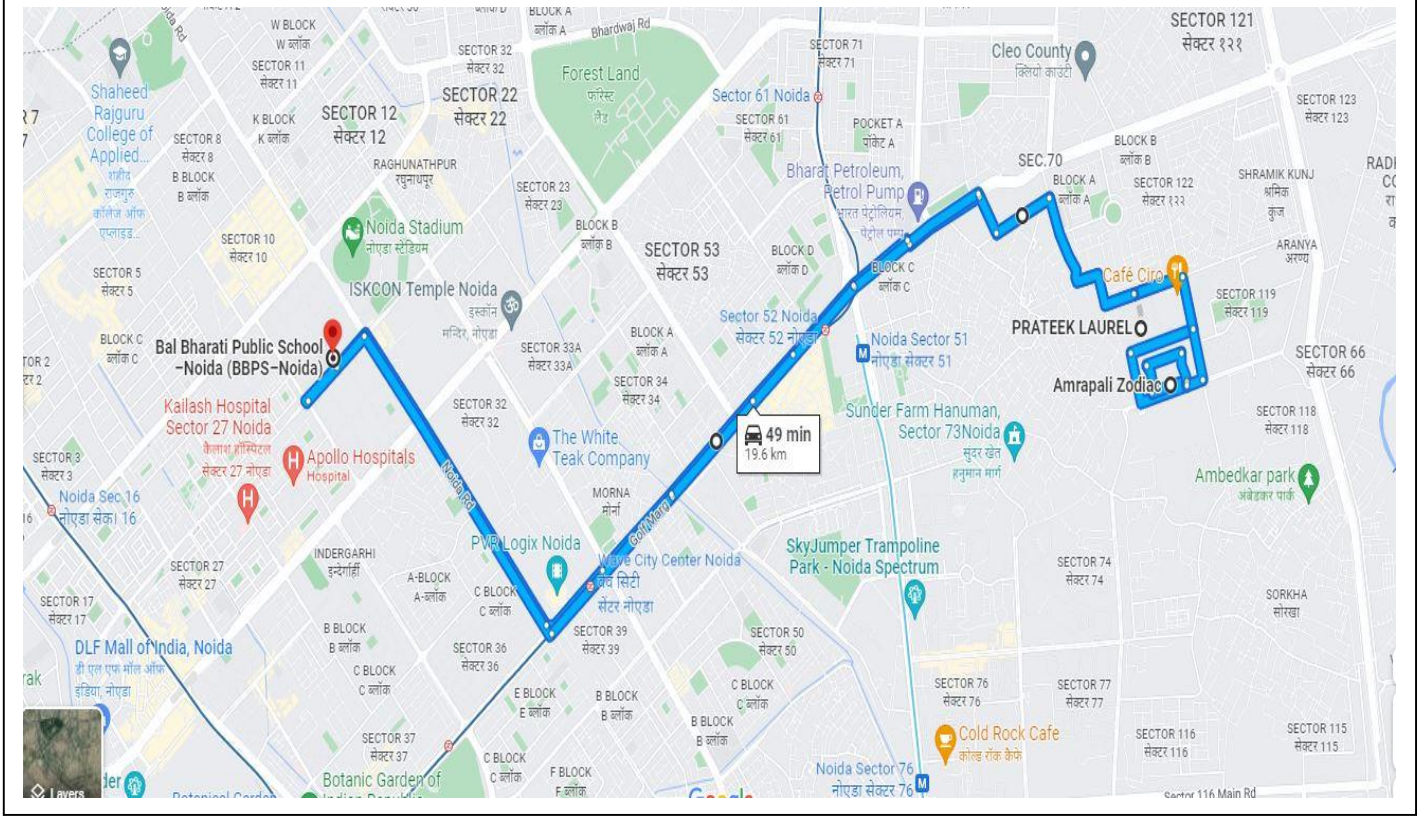 W BLOCK
W ब्लॉक
BLOCK A
ब्लॉक A
Bhardwaj Rd
SECTOR 121
सेक्टर १२१
SECTOR 11
सेक्टर 11
SECTOR 32
सेक्टर 32
SECTOR 71
सेक्टर 71
Cleo County
क्लियो काउंटी
Forest Land
फॉरेस्ट
लैंड
Shaheed
Rajguru
College of
Applied...
शहीद
राजगुरु
कॉलेज ऑफ
एप्लाइड...
SECTOR 22
सेक्टर 22
Sector 61 Noida
SECTOR 123
सेक्टर 123
K BLOCK
K ब्लॉक
SECTOR 12
सेक्टर 12
SECTOR 8
सेक्टर 8
B BLOCK
B ब्लॉक
SECTOR 61
सेक्टर 61
POCKET A
पॉकेट A
BLOCK B
ब्लॉक B
SEC.70
RAGHUNATHPUR
रघुनाथपुर
Bharat Petroleum,
Petrol Pump
भारत पेट्रोलियम,
पेट्रोल पम्प
BLOCK A
ब्लॉक A
SECTOR 122
सेक्टर १२२
SHRAMIK KUNJ
श्रमिक
कुंज
SECTOR 23
सेक्टर 23
Noida Stadium
नोएडा स्टेडियम
BLOCK B
ब्लॉक B
SECTOR 10
सेक्टर 10
SECTOR 53
सेक्टर 53
BLOCK D
ब्लॉक D
ARANYA
अरण्य
SECTOR 5
सेक्टर 5
BLOCK C
ब्लॉक C
Café Ciro
ISKCON Temple Noida
इस्कॉन
मन्दिर, नोएडा
SECTOR 119
सेक्टर 119
Sector 52 Noida
सेक्टर 52 नोएडा
PRATEEK LAUREL
BLOCK C
ब्लॉक C
Bal Bharati Public School
-Noida (BBPS-Noida)
SECTOR 33A
सेक्टर 33A
BLOCK A
ब्लॉक A
Noida Sector 51
नोएडा सेक्टर 51
SECTOR 66
सेक्टर 66
SECTOR 34
सेक्टर 34
Amrapali Zodiac
Kailash Hospital
Sector 27 Noida
कैलाश हॉस्पिटल
सेक्टर 27 नोएडा
SECTOR 32
सेक्टर 32
Sunder Farm Hanuman,
Sector 73Noida
सुंदर खेत
हनुमान मार्ग
SECTOR 118
सेक्टर 118
49 min
19.6 km
The White
Teak Company
Apollo Hospitals
Hospital
SECTOR 3
सेक्टर 3
Ambedkar park
अंबेडकर पार्क
Noida Rd
Noida Sec 16
नोएडा सेक। 16
MORNA
मोर्ना
Golf Marg
PVR Logix Noida
INDERGARHI
इन्देर्गार्ही
Wave City Center Noida
वेव सिटी
सेंटर नोएडा
SkyJumper Trampoline
Park - Noida Spectrum
SECTOR 74
सेक्टर 74
SECTOR 27
सेक्टर 27
A-BLOCK
A-ब्लॉक
C BLOCK
C ब्लॉक
SORKHA
सोरखा
SECTOR 17
सेक्टर 17
B BLOCK
B ब्लॉक
SECTOR 39
सेक्टर 39
SECTOR 50
सेक्टर 50
DLF Mall of India, Noida
डी एल एफ मॉल ऑफ़
इंडिया, नोएडा
SECTOR 36
सेक्टर 36
C BLOCK
C ब्लॉक
E BLOCK
E ब्लॉक
B BLOCK
B ब्लॉक
C BLOCK
C ब्लॉक
SECTOR 76
सेक्टर 76
SECTOR 77
सेक्टर 77
B BLOCK
B ब्लॉक
SECTOR 37
सेक्टर 37
Cold Rock Cafe
कोल्ड रॉक कैफे
SECTOR 116
सेक्टर 116
SECTOR 115
सेक्टर 115
C BLOCK
C ब्लॉक
F BLOCK
F ब्लॉक
Noida Sector 76
नोएडा सेक्टर 76
Botanic Garden of
Layers
Google
Sector 116 Main Rd